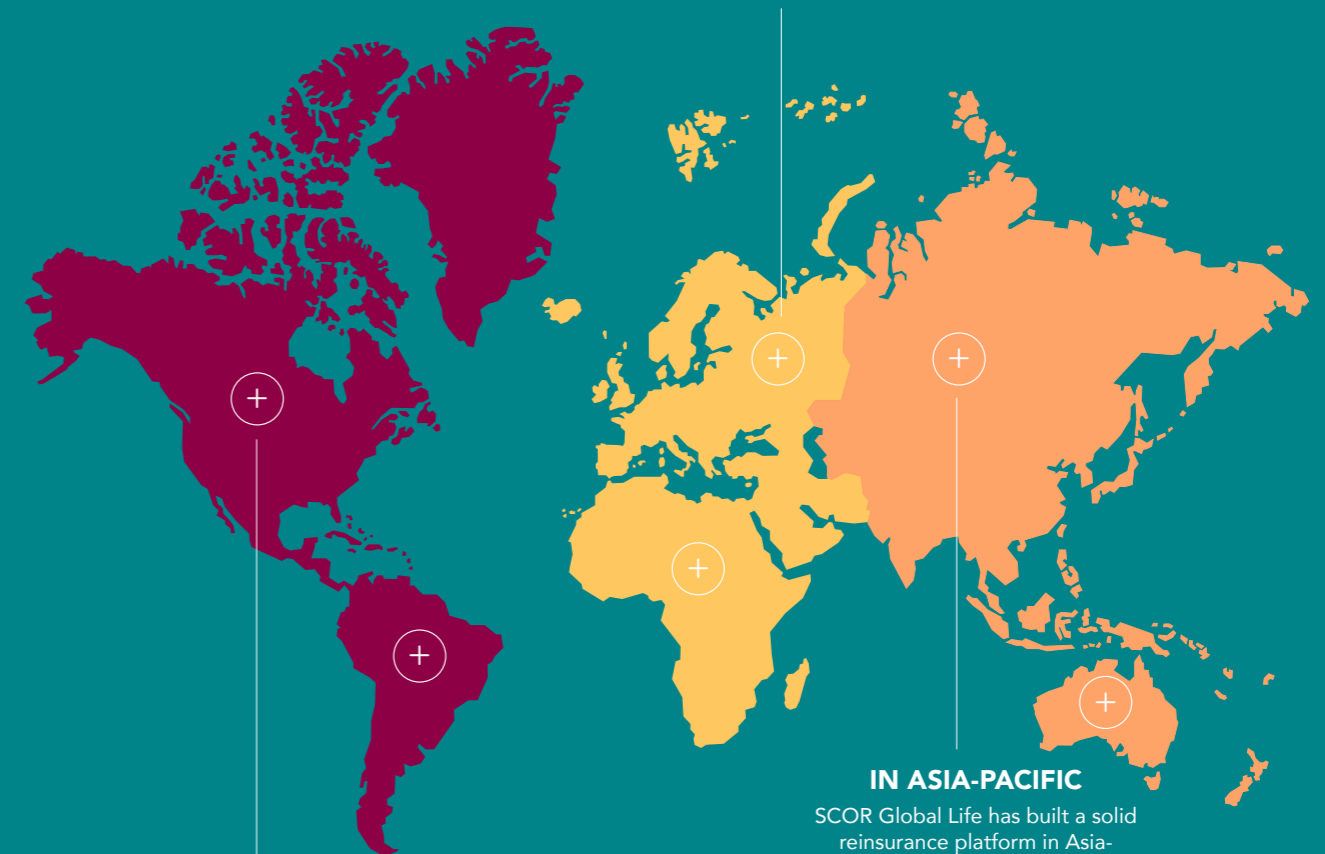 IN ASIA-PACIFIC
SCOR Global Life has built a solid
reinsurance platform in Asia-